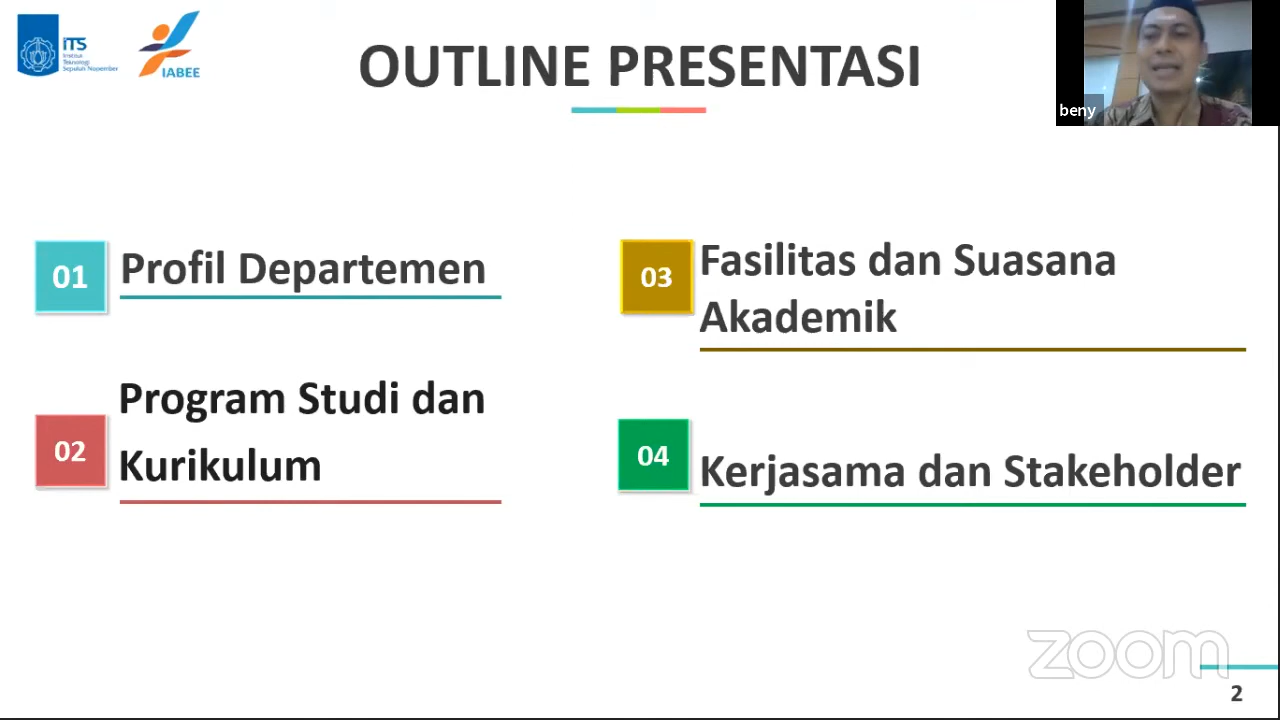 ITS
Institut
Teknologi
Sepuluh Nopember
IABEE
OUTLINE PRESENTASI
beny
01
Profil Departemen
02
Program Studi dan
Kurikulum
03
Fasilitas dan Suasana
Akademik
04
Kerjasama dan Stakeholder
zoom
2